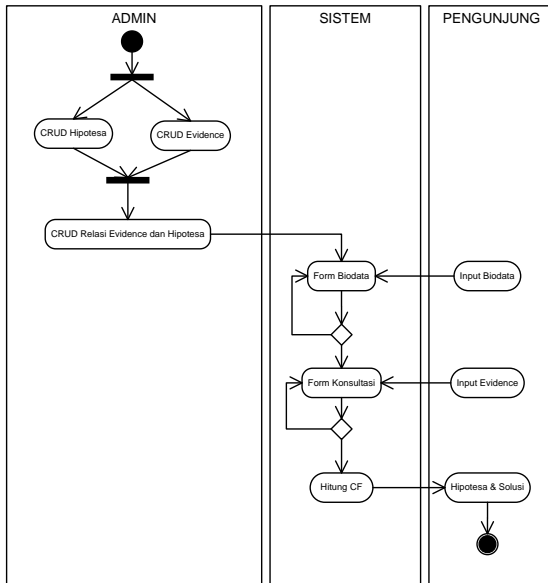 ADMIN
SISTEM
PENGUNJUNG
CRUD Hipotesa
CRUD Evidence
CRUD Relasi Evidence dan Hipotesa
Form Biodata
Input Biodata
Form Konsultasi
Input Evidence
Hitung CF
Hipotesa & Solusi